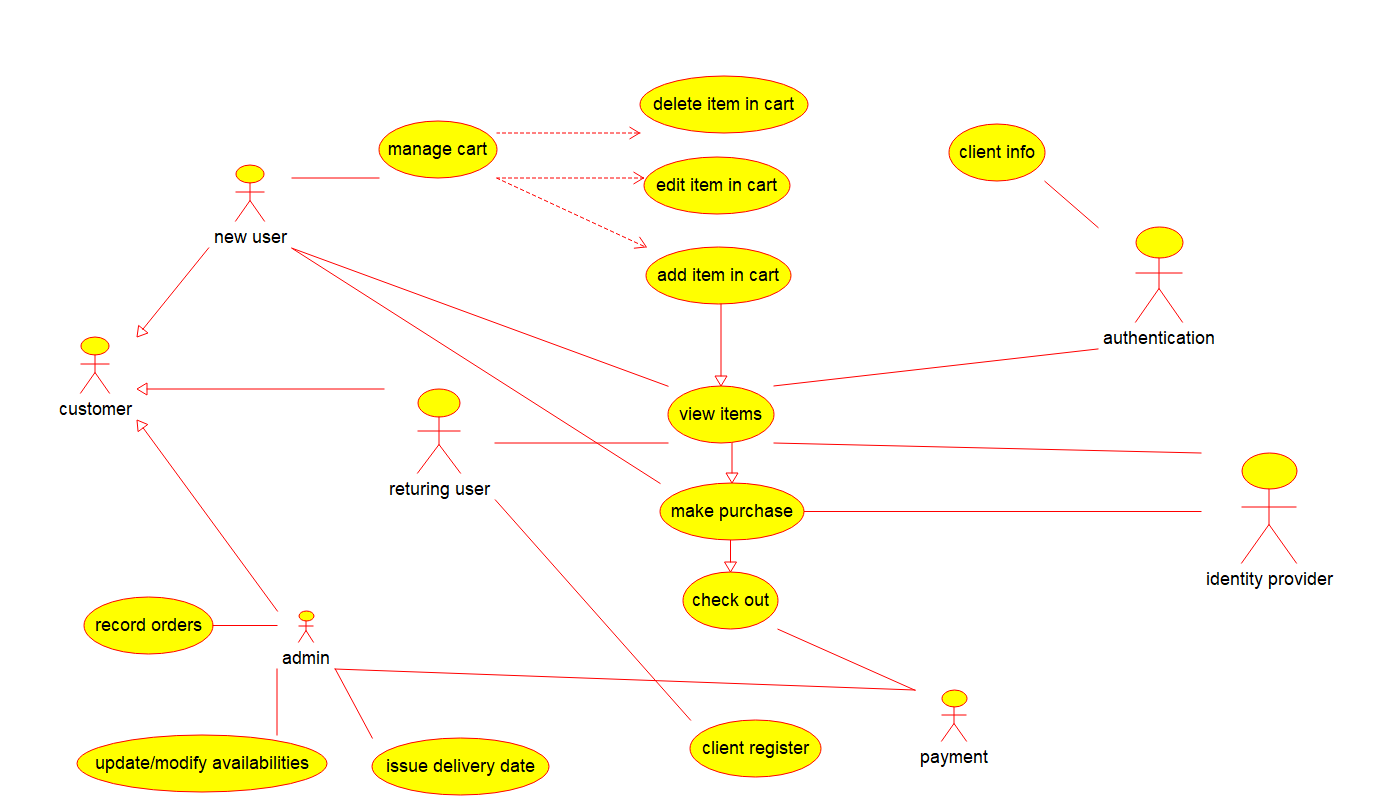 delete item in cart
manage cart
client info
edit item in cart
new user
add item in cart
authentication
customer
view items
returing user
make purchase
identity provider
check out
record orders
admin
client register
payment
update/modify availabilities
issue delivery date